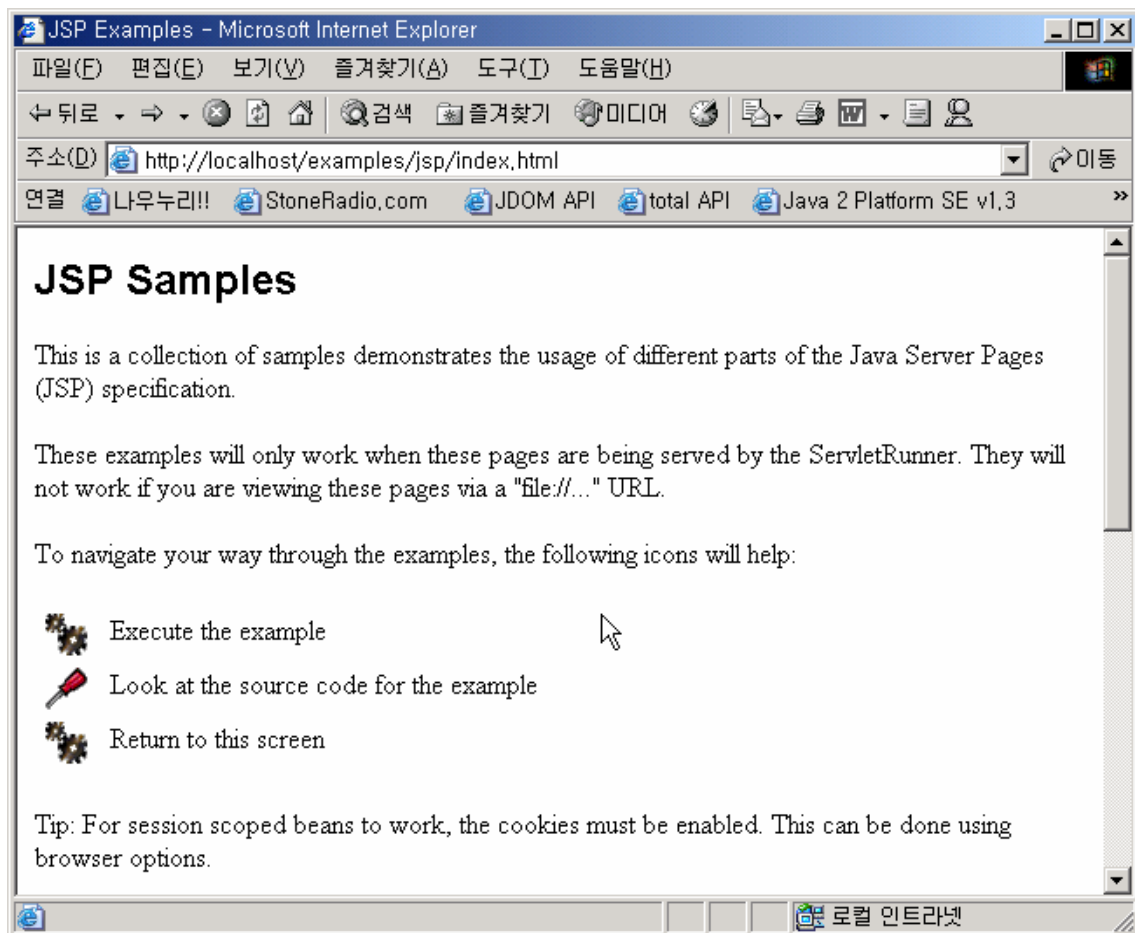 JSP Examples - Microsoft Internet Explorer
파일(F) 편집(E) 보기(V) 즐겨찾기(A) 도구(T) 도움말(H)
뒤로 검색 즐겨찾기 미디어
주소(D) http://localhost/examples/jsp/index.html 이동
연결 나우누리!! StoneRadio.com JDOM API total API Java 2 Platform SE v1.3 »
JSP Samples
This is a collection of samples demonstrates the usage of different parts of the Java Server Pages
(JSP) specification.
These examples will only work when these pages are being served by the ServletRunner. They will
not work if you are viewing these pages via a "file://..." URL.
To navigate your way through the examples, the following icons will help:
Execute the example
Look at the source code for the example
Return to this screen
Tip: For session scoped beans to work, the cookies must be enabled. This can be done using
browser options.
로컬 인트라넷